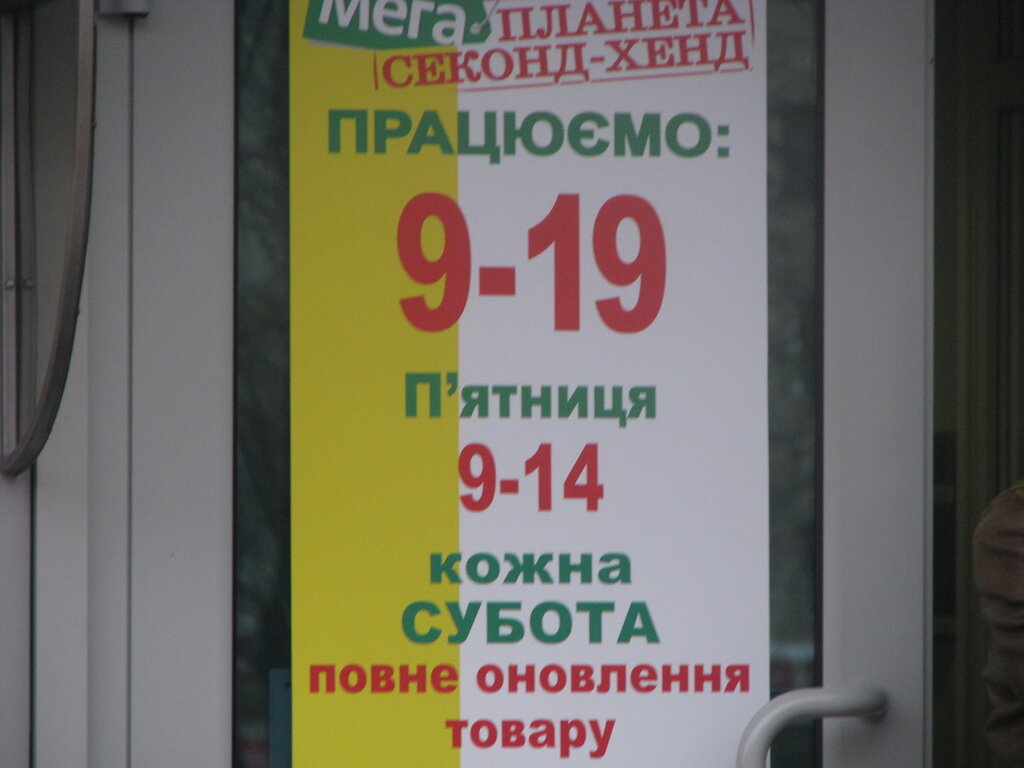 Мега
ПЛАНЕТА
СЕКОНД-ХЕНД
ПРАЦЮЄМО:
9-19
П'ятниця
9-14
кожна
СУБОТА
повне оновлення
товару